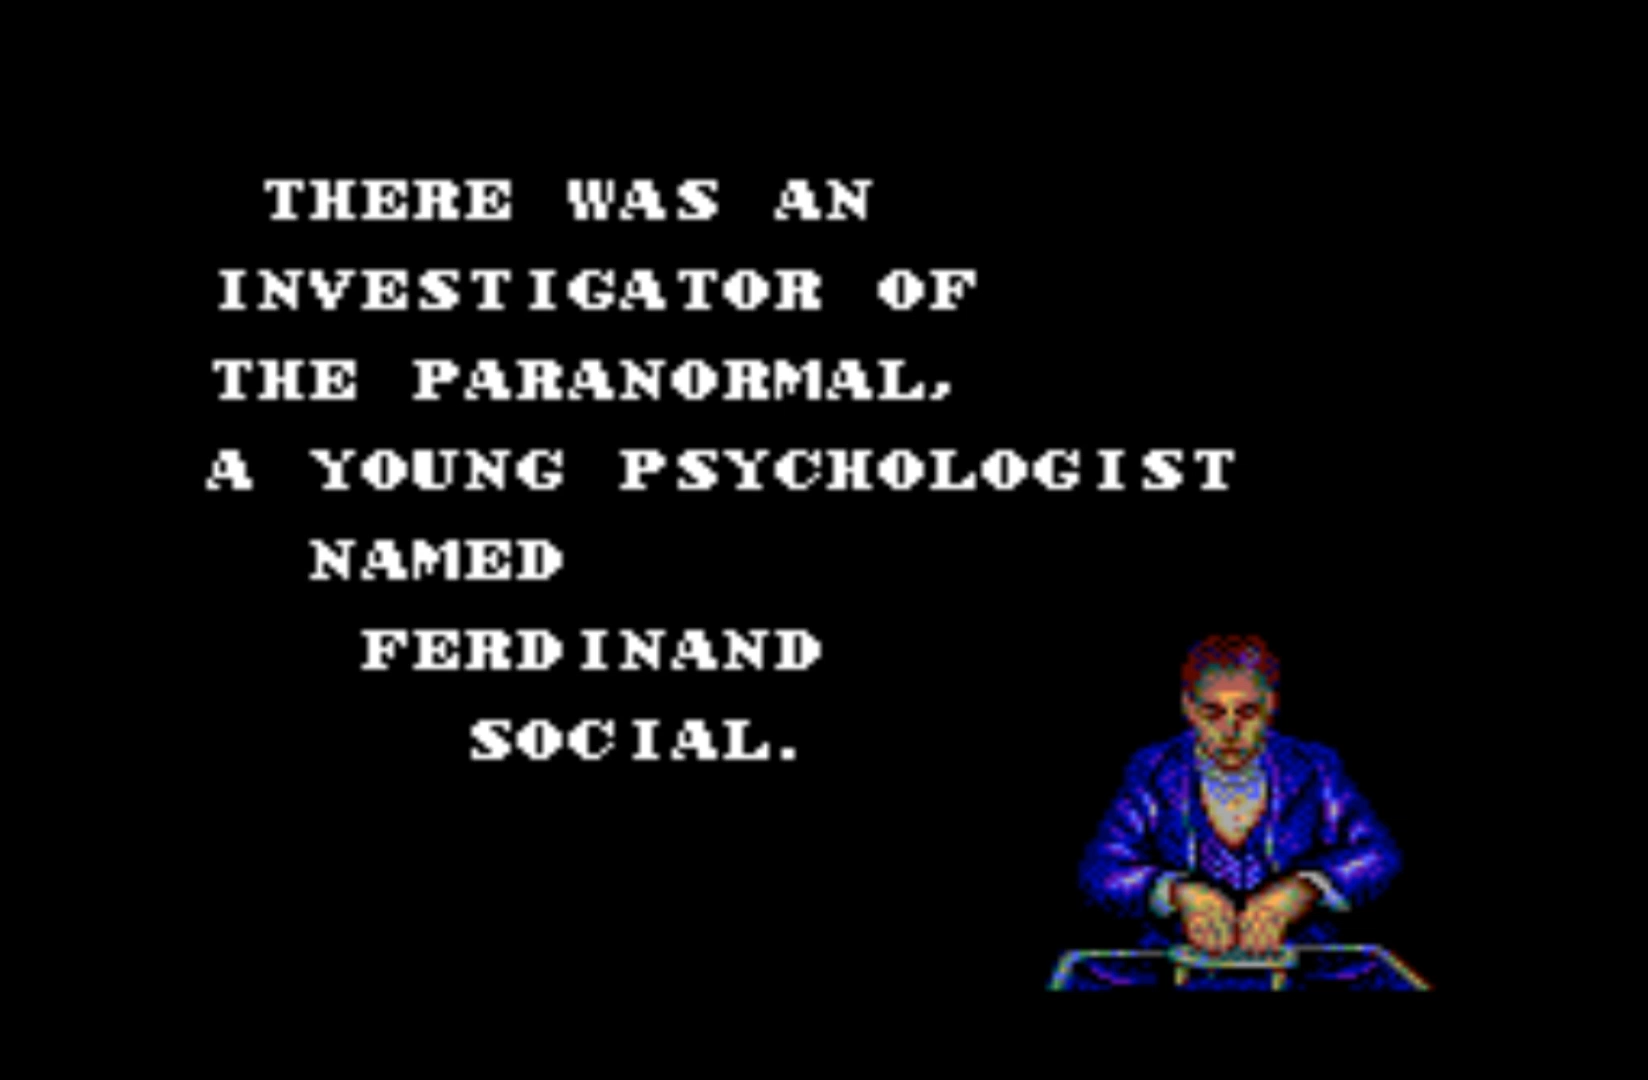 THERE WAS AN
INVESTIGATOR OF
THE PARANORMAL,
A YOUNG PSYCHOLOGIST
NAMED
FERDINAND
SOCIAL.